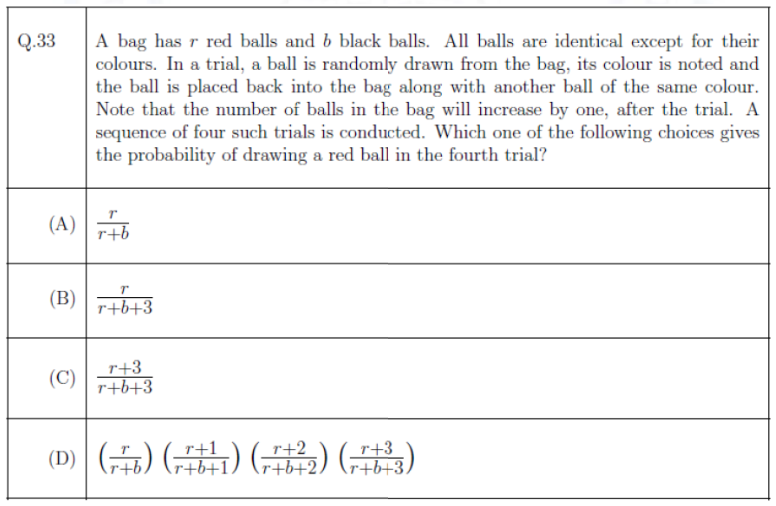 Q.33 A bag has r red balls and b black balls. All balls are identical except for their
colours. In a trial, a ball is randomly drawn from the bag, its colour is noted and
the ball is placed back into the bag along with another ball of the same colour.
Note that the number of balls in the bag will increase by one, after the trial. A
sequence of four such trials is conducted. Which one of the following choices gives
the probability of drawing a red ball in the fourth trial?
(A) r/(r+b)
(B) r/(r+b+3)
(C) (r+3)/(r+b+3)
(D) (r/(r+b)) ((r+1)/(r+b+1)) ((r+2)/(r+b+2)) ((r+3)/(r+b+3))